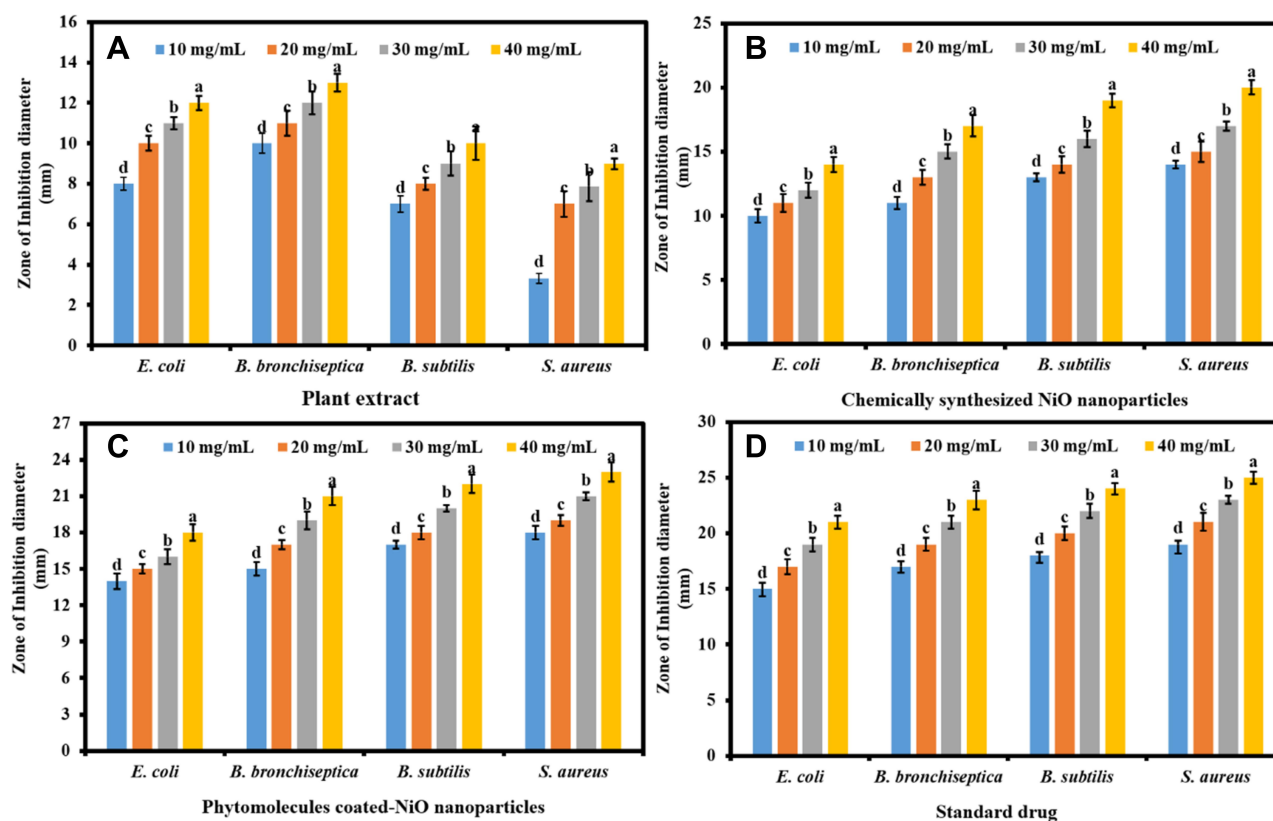 A
10 mg/mL 20 mg/mL 30 mg/mL 40 mg/mL
Zone of Inhibition diameter
(mm)
16
14
12
10
8
6
4
2
0
d c b a d c b a d c b a d c b a
E. coli B. bronchiseptica B. subtilis S. aureus
Plant extract
B
10 mg/mL 20 mg/mL 30 mg/mL 40 mg/mL
Zone of Inhibition diameter
(mm)
25
20
15
10
5
0
d c b a d c b a d c b a d c b a
E. coli B. bronchiseptica B. subtilis S. aureus
Chemically synthesized NiO nanoparticles
C
10 mg/mL 20 mg/mL 30 mg/mL 40 mg/mL
Zone of Inhibition diameter
(mm)
27
24
21
18
15
12
9
6
3
0
d c b a d c b a d c b a d c b a
E. coli B. bronchiseptica B. subtilis S. aureus
Phytomolecules coated-NiO nanoparticles
D
10 mg/mL 20 mg/mL 30 mg/mL 40 mg/mL
Zone of Inhibition diameter
(mm)
30
25
20
15
10
5
0
d c b a d c b a d c b a d c b a
E. coli B. bronchiseptica B. subtilis S. aureus
Standard drug